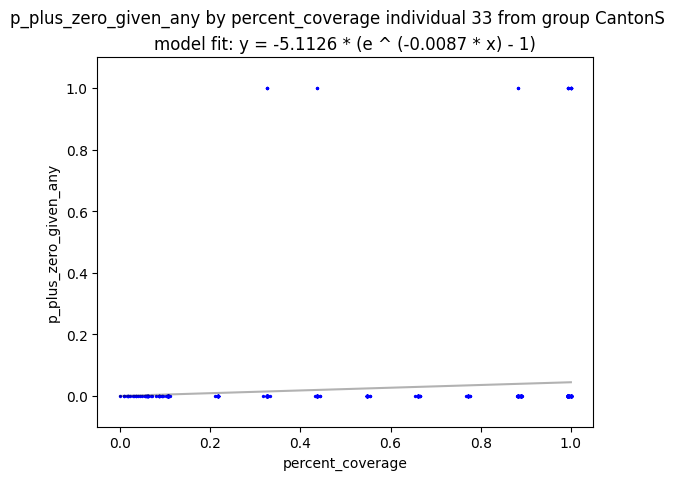 p_plus_zero_given_any by percent_coverage individual 33 from group CantonS
model fit: y = -5.1126 * (e ^ (-0.0087 * x) - 1)
1.0
0.8
0.6
0.4
0.2
0.0
p_plus_zero_given_any
0.0 0.2 0.4 0.6 0.8 1.0
percent_coverage